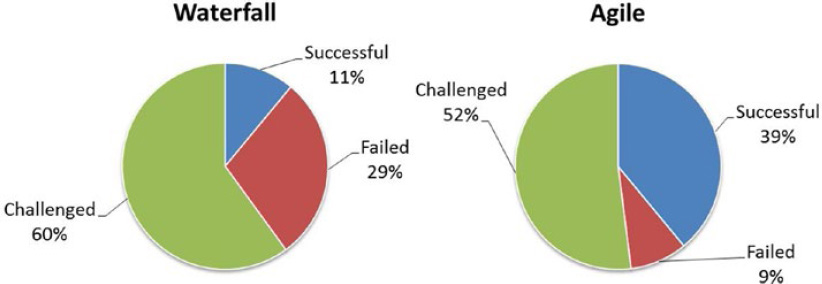 Waterfall
Successful
11%
Failed
29%
Challenged
60%
Agile
Challenged
52%
Successful
39%
Failed
9%